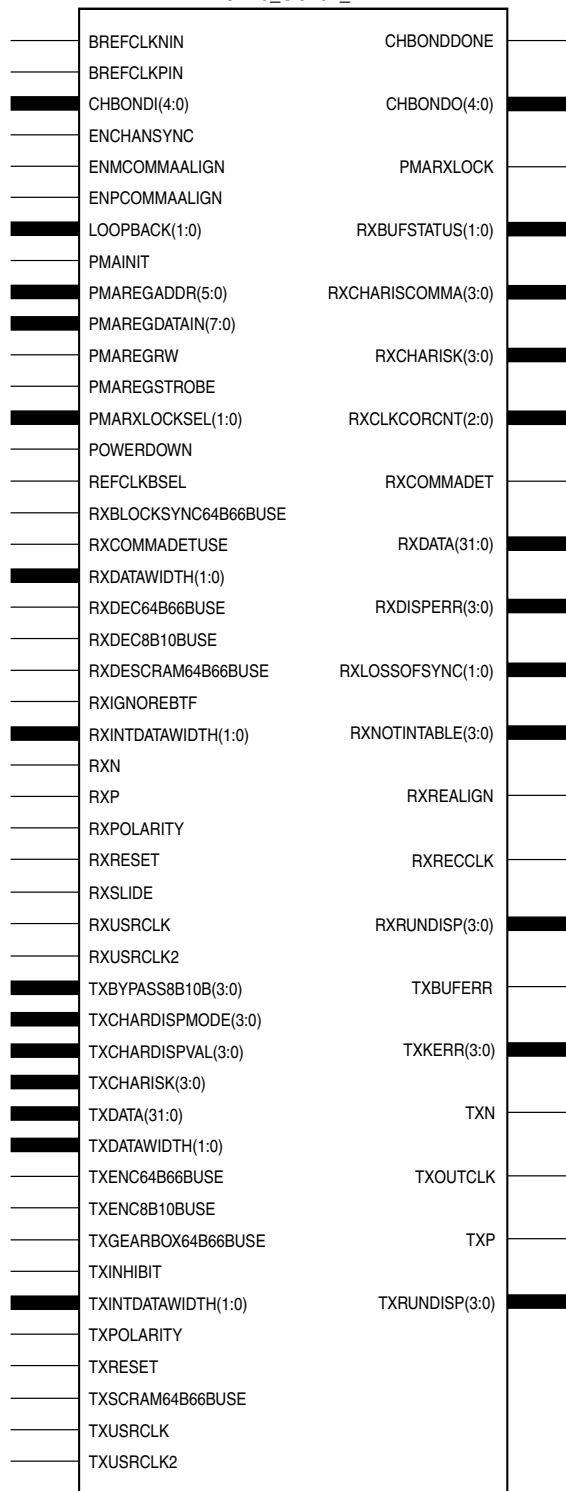 BREFCLKNIN CHBONDDONE
BREFCLKPIN
CHBONDI(4:0) CHBONDO(4:0)
ENCHANSYNC
ENMCOMMAALIGN PMARXLOCK
ENPCOMMAALIGN
LOOPBACK(1:0) RXBUFSTATUS(1:0)
PMAINIT
PMAREGADDR(5:0) RXCHARISCOMMA(3:0)
PMAREGDATAIN(7:0)
PMAREGRW RXCHARISK(3:0)
PMAREGSTROBE
PMARXLOCKSEL(1:0) RXCLKCORCNT(2:0)
POWERDOWN
REFCLKBSEL RXCOMMADET
RXBLOCKSYNC64B66BUSE
RXCOMMADETUSE RXDATA(31:0)
RXDATAWIDTH(1:0)
RXDEC64B66BUSE RXDISPERR(3:0)
RXDEC8B10BUSE
RXDESCRAM64B66BUSE RXLOSSOFSYNC(1:0)
RXIGNOREBTF
RXINTDATAWIDTH(1:0) RXNOTINTABLE(3:0)
RXN
RXP RXREALIGN
RXPOLARITY
RXRESET RXRECCLK
RXSLIDE
RXUSRCLK RXRUNDISP(3:0)
RXUSRCLK2
TXBYPASS8B10B(3:0) TXBUFERR
TXCHARDISPMODE(3:0)
TXCHARDISPVAL(3:0) TXKERR(3:0)
TXCHARISK(3:0)
TXDATA(31:0) TXN
TXDATAWIDTH(1:0)
TXENC64B66BUSE TXOUTCLK
TXENC8B10BUSE
TXGEARBOX64B66BUSE TXP
TXINHIBIT
TXINTDATAWIDTH(1:0) TXRUNDISP(3:0)
TXPOLARITY
TXRESET
TXSCRAM64B66BUSE
TXUSRCLK
TXUSRCLK2